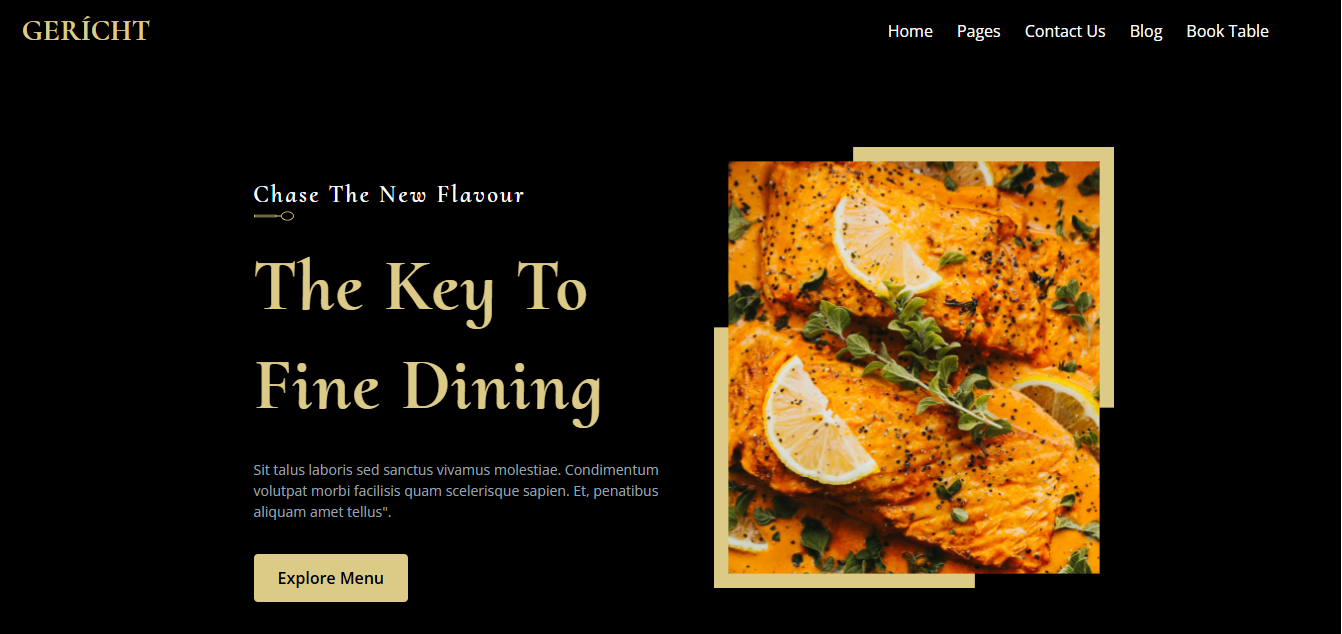 GERÍCHT
Home Pages Contact Us Blog Book Table
Chase The New Flavour
The Key To
Fine Dining
Sit talus laboris sed sanctus vivamus molestiae. Condimentum
volutpat morbi facilisis quam scelerisque sapien. Et, penatibus
aliquam amet tellus".
Explore Menu